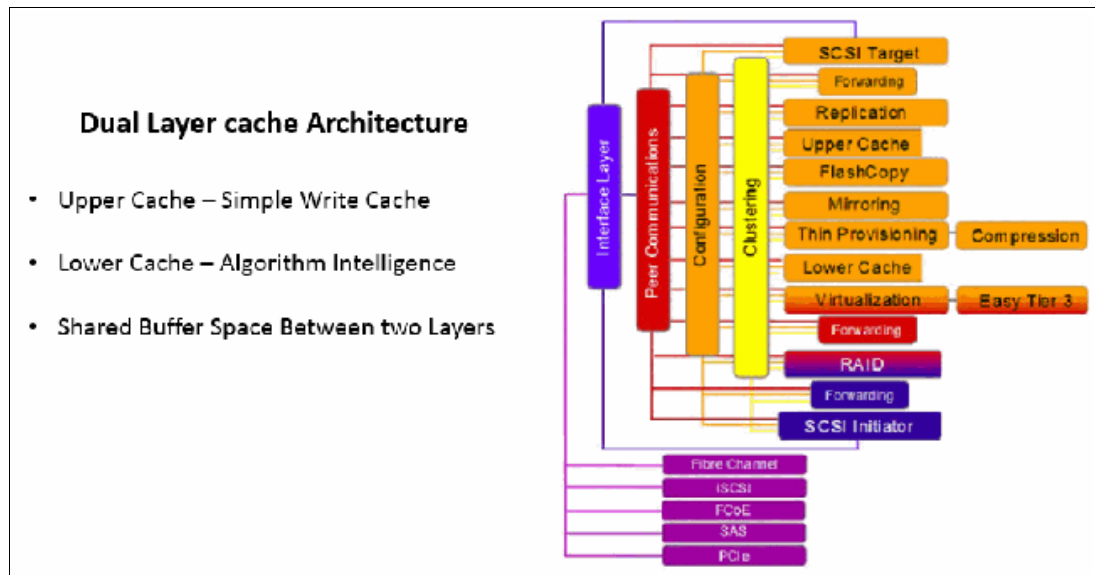 Dual Layer cache Architecture
• Upper Cache – Simple Write Cache
• Lower Cache – Algorithm Intelligence
• Shared Buffer Space Between two Layers
Interface Layer
Peer Communications
Configuration
Clustering
SCSI Target
Forwarding
Replication
Upper Cache
FlashCopy
Mirroring
Thin Provisioning
Compression
Lower Cache
Virtualization
Easy Tier 3
Forwarding
RAID
Forwarding
SCSI Initiator
Fibre Channel
iSCSI
FCoE
SAS
PCIe